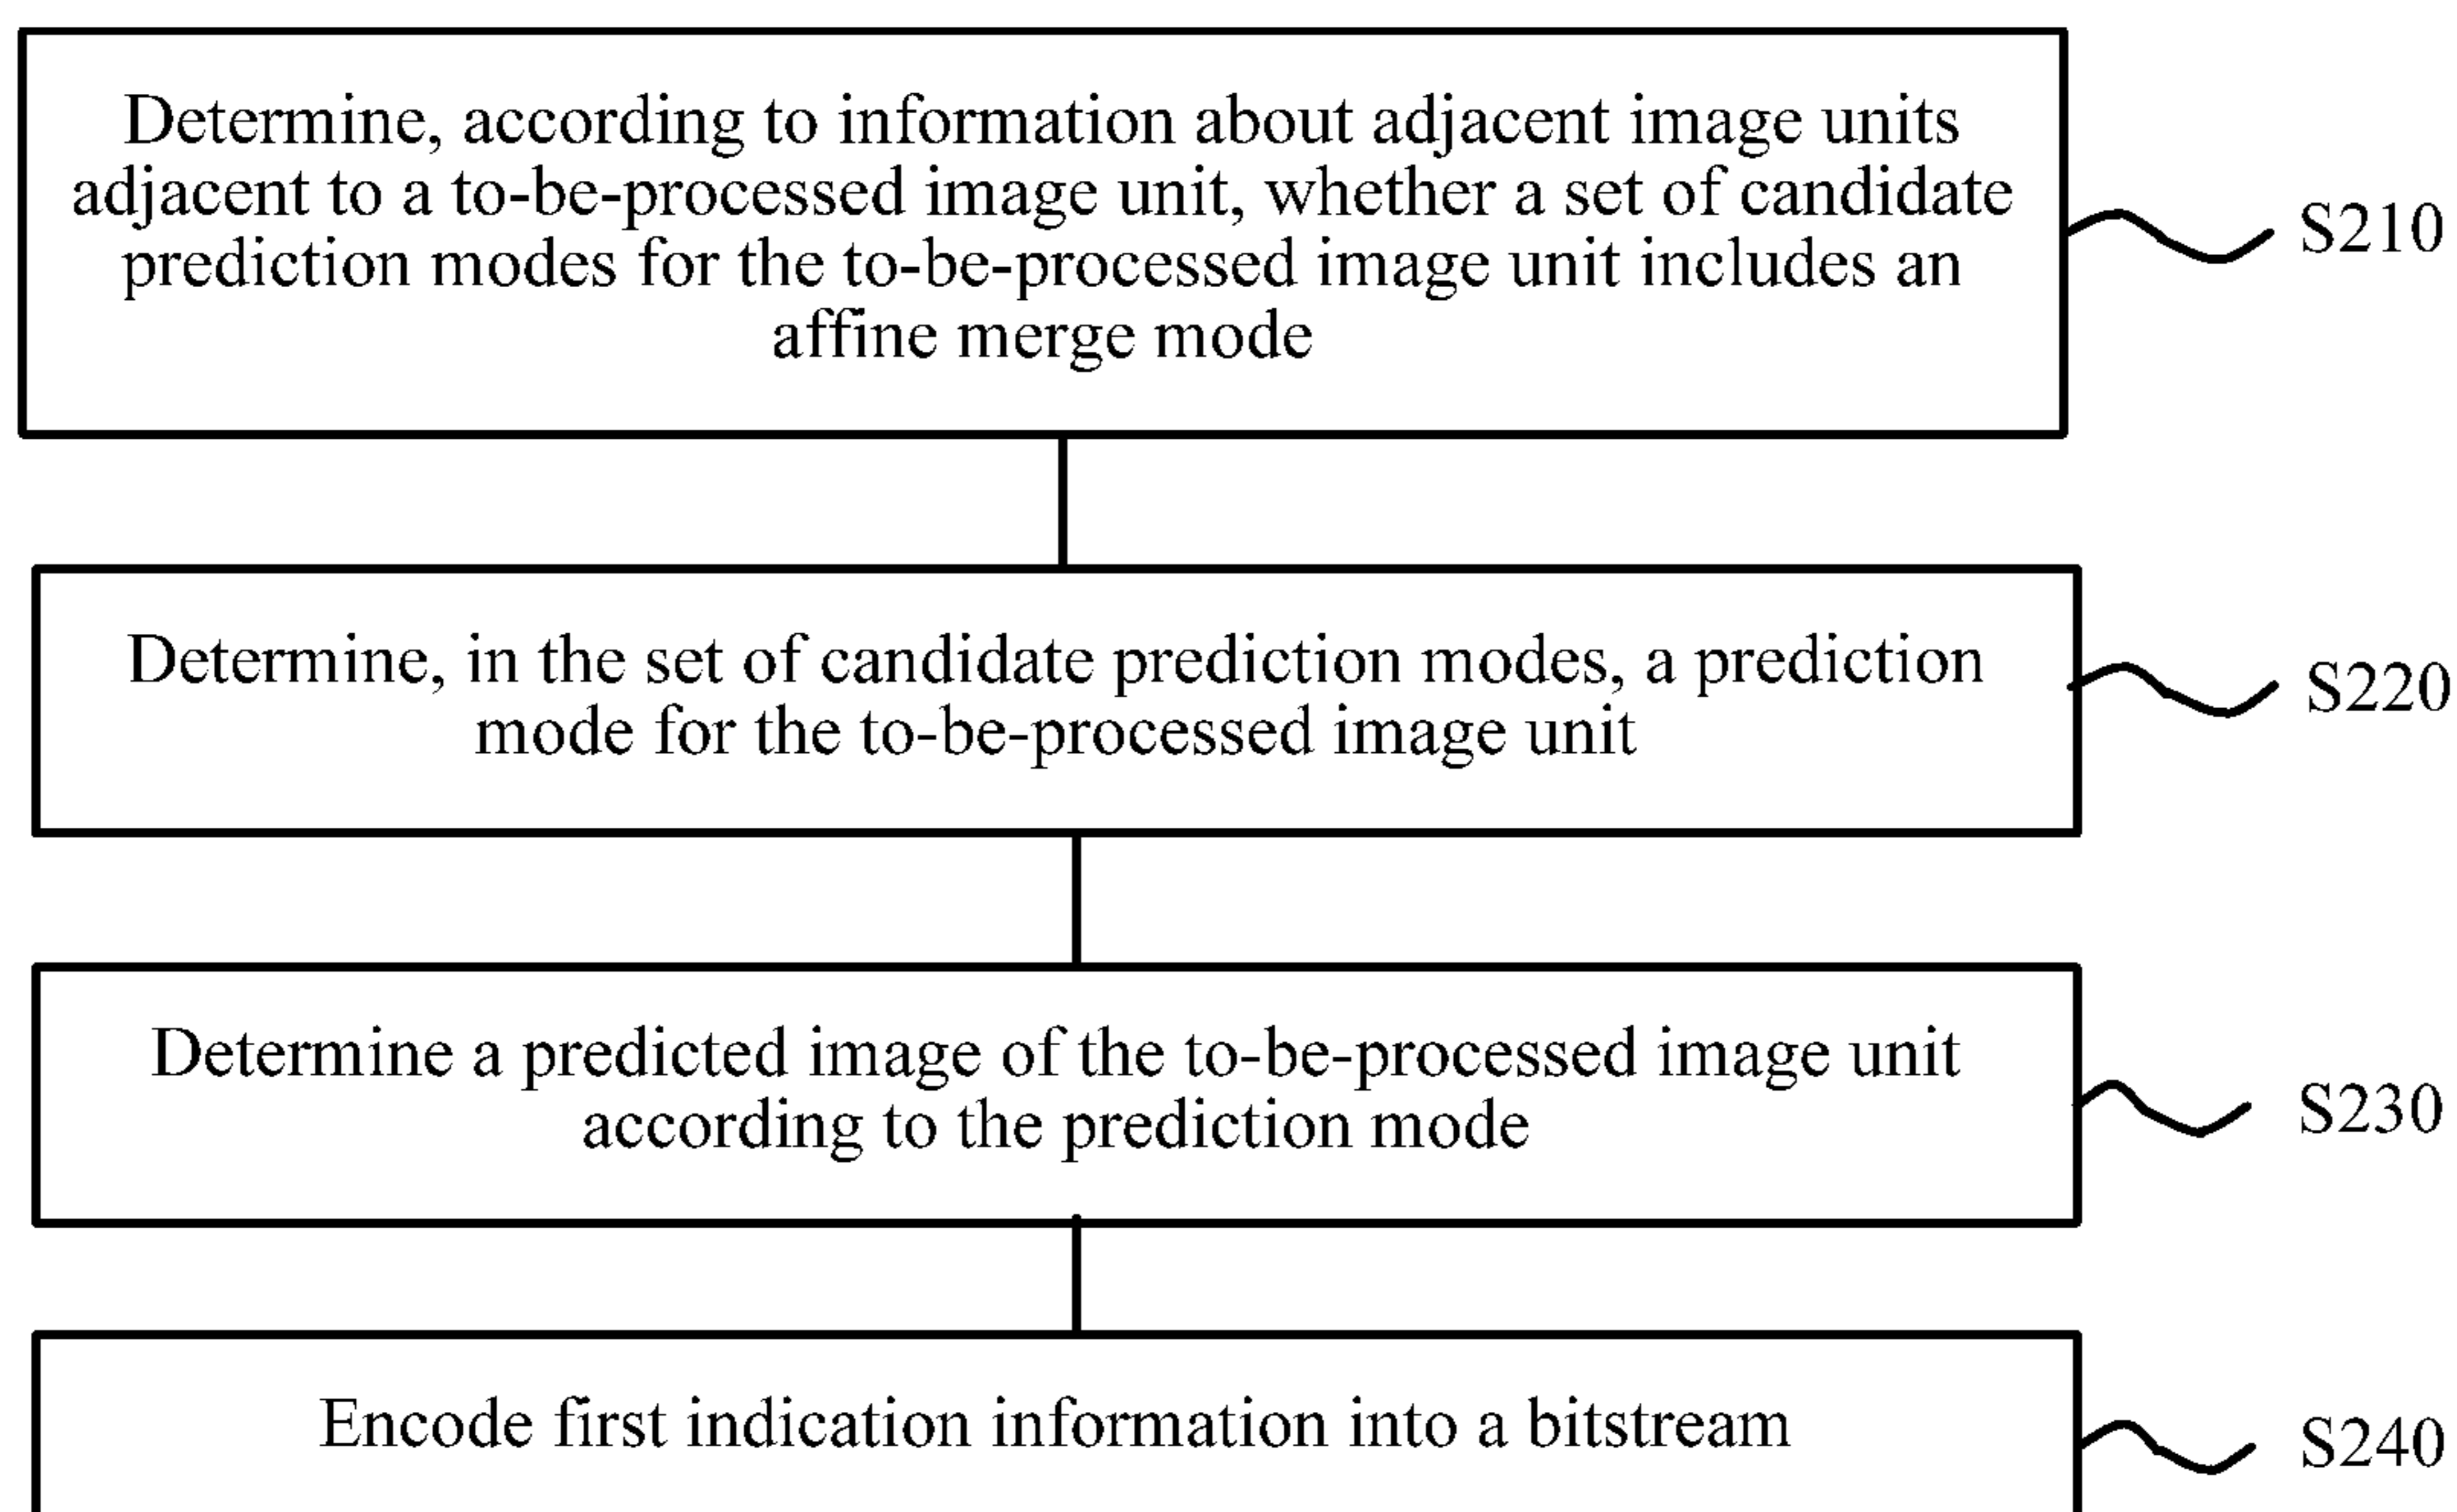 Determine, according to information about adjacent image units
adjacent to a to-be-processed image unit, whether a set of candidate
prediction modes for the to-be-processed image unit includes an
affine merge mode
S210
Determine, in the set of candidate prediction modes, a prediction
mode for the to-be-processed image unit
S220
Determine a predicted image of the to-be-processed image unit
according to the prediction mode
S230
Encode first indication information into a bitstream
S240